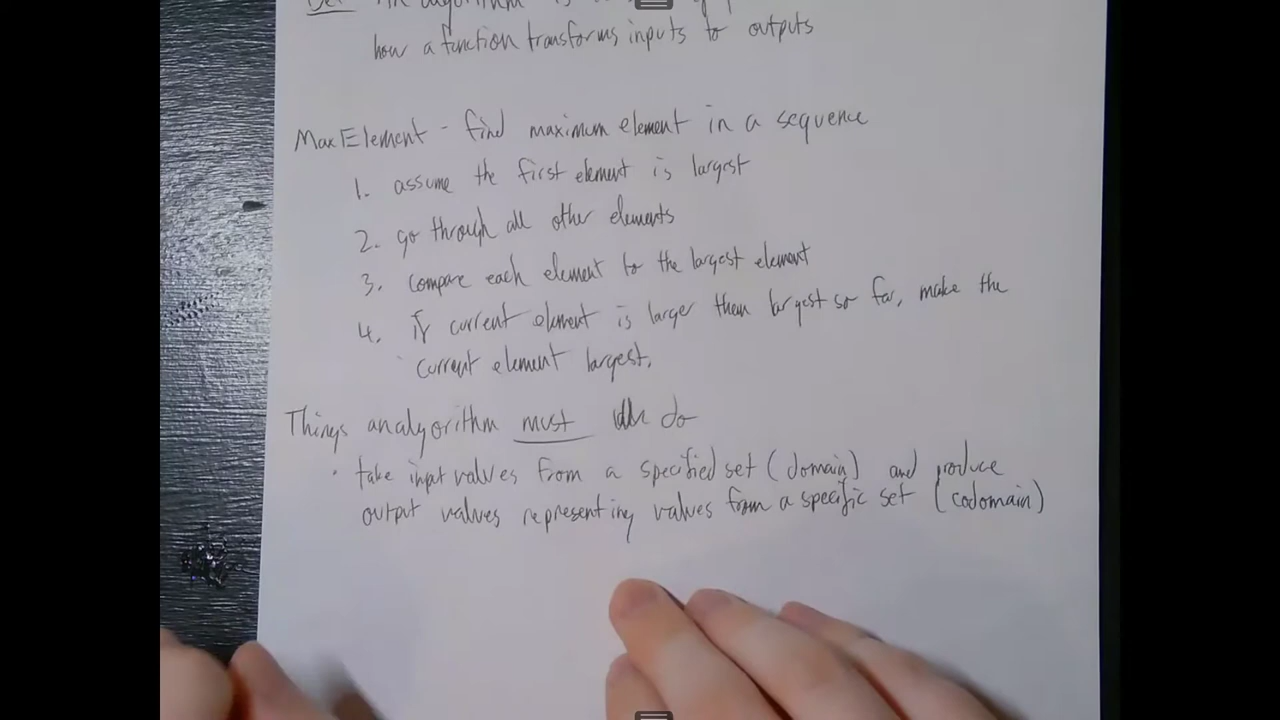 how a function transforms inputs to outputs
MaxElement - find maximum element in a sequence
1. assume the first element is largest
2. go through all other elements
3. compare each element to the largest element
4. if current element is larger than largest so far, make the
current element largest.
Things an algorithm must do
· take input values from a specified set (domain) and produce
output values representing values from a specific set (codomain)